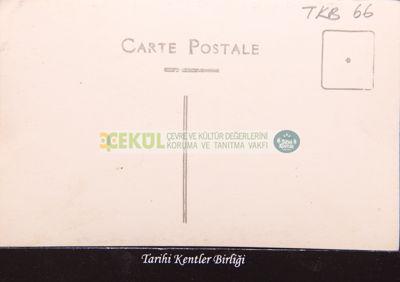 TKB 66
CARTE POSTALE
ÇEKÜL ÇEVRE VE KÜLTÜR DEĞERLERİNİ
KORUMA VE TANITMA VAKFI
Tarihi Kentler Birliği